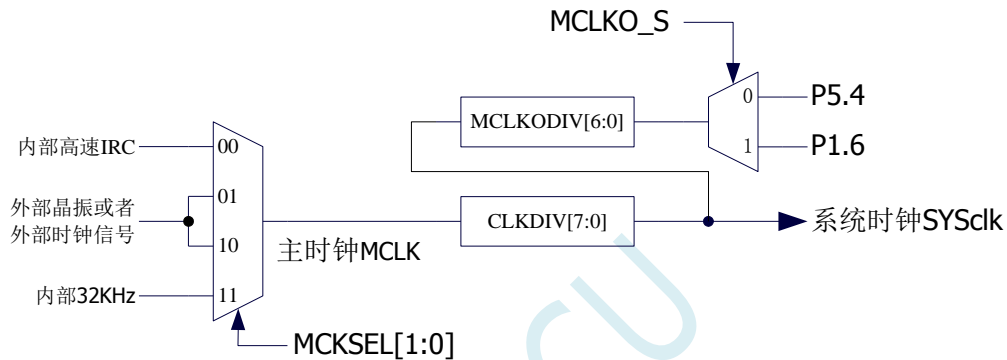 MCLKO_S
MCLKODIV[6:0]
0
P5.4
1
P1.6
内部高速IRC
00
外部晶振或者
外部时钟信号
01
10
主时钟MCLK
CLKDIV[7:0]
系统时钟SYSclk
内部32KHz
11
MCKSEL[1:0]
CU